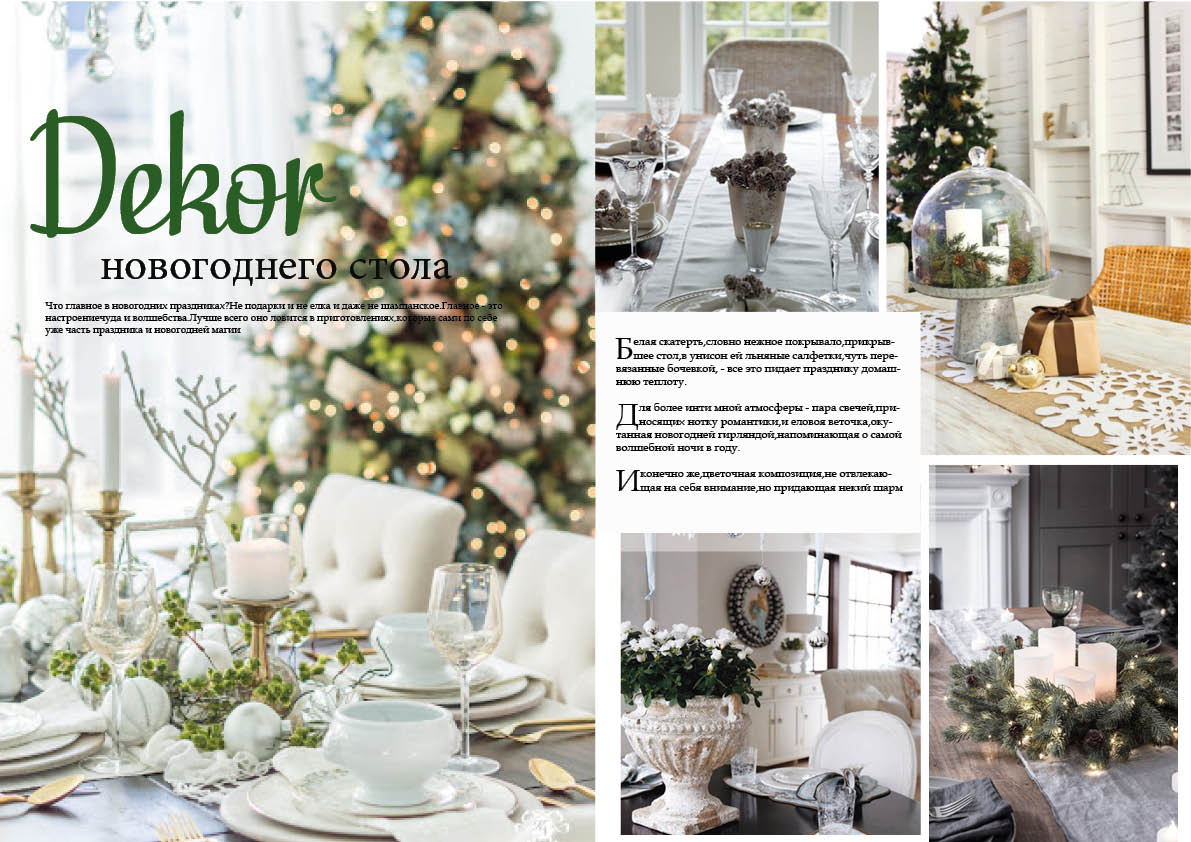 Dekor
новогоднего стола
Что главное в новогодних праздниках?Не подарки и не елка и даже не шампанское.Главное - это
настроениечуда и волшебства.Лучше всего оно ловится в приготовлениях,которые сами по себе
уже часть праздника и новогодней магии
Белая скатерть,словно нежное покрывало,прикрыв-
шее стол,в унисон ей льняные салфетки,чуть пере-
вязанные бочевкой, - все это пидает празднику домаш-
нюю теплоту.
Для более инти мной атмосферы - пара свечей,при-
носящих нотку романтики,и еловоя веточка,оку-
танная новогодней гирляндой,напоминающая о самой
волшебной ночи в году.
И конечно же,цветочная композиция,не отвлекаю-
щая на себя внимание,но придающая некий шарм